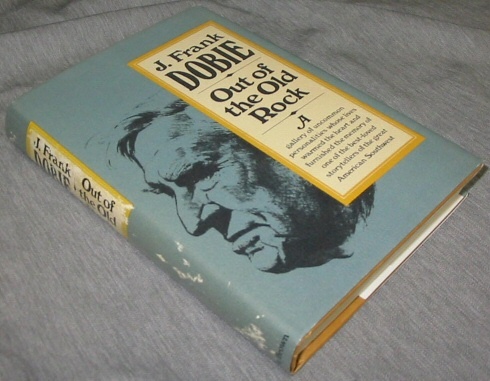 J. Frank
DOBIE
Out of
the Old
Rock
A
gallery of uncommon
personalities whose lives
warmed the heart and
furnished the memory of
one of the best-loved
storytellers of the great
American Southwest
J. Frank
DOBIE
Out of
the Old